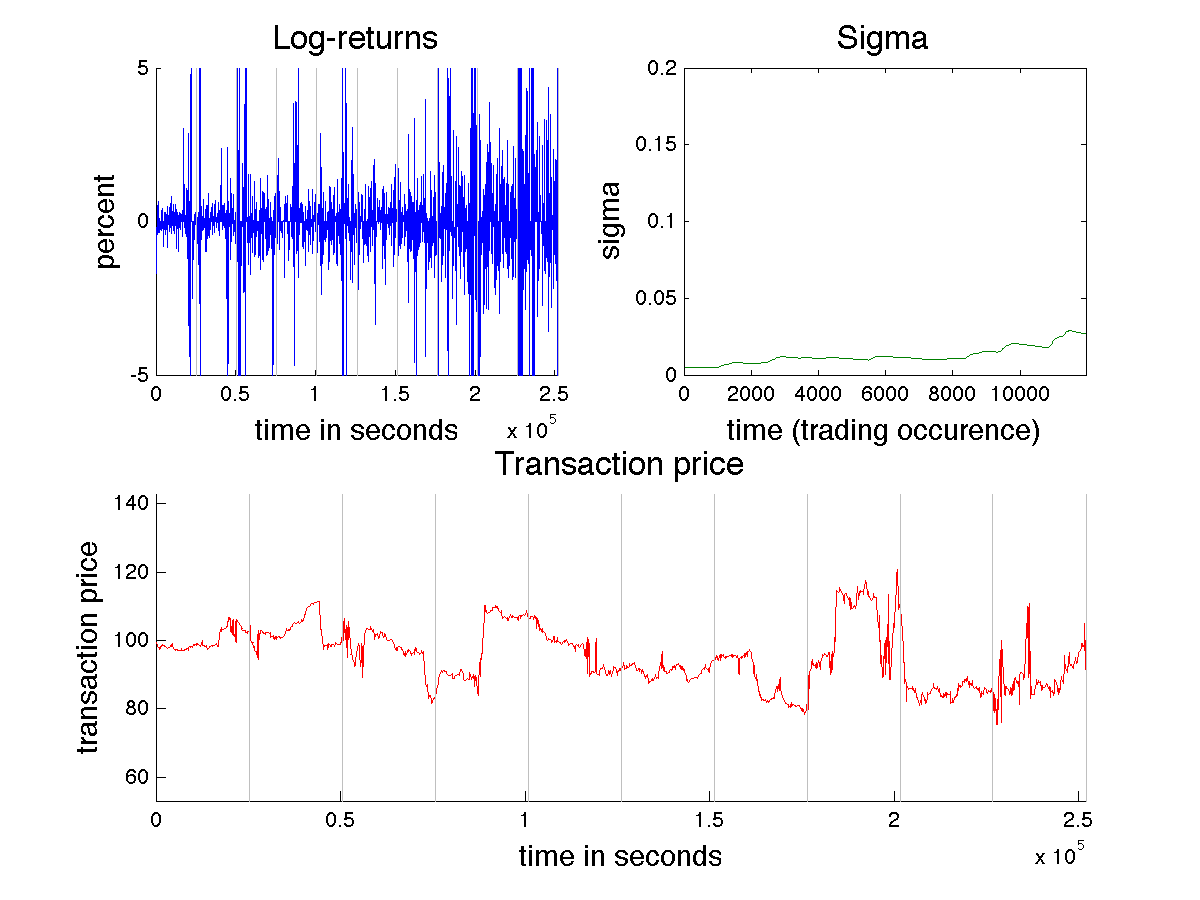 Log-returns
5
0
-5
percent
0
0.5
1
1.5
2
2.5
x 10^5
time in seconds
Sigma
0.2
0.15
0.1
0.05
0
sigma
0
2000
4000
6000
8000
10000
time (trading occurence)
Transaction price
140
120
100
80
60
transaction price
0
0.5
1
1.5
2
2.5
x 10^5
time in seconds